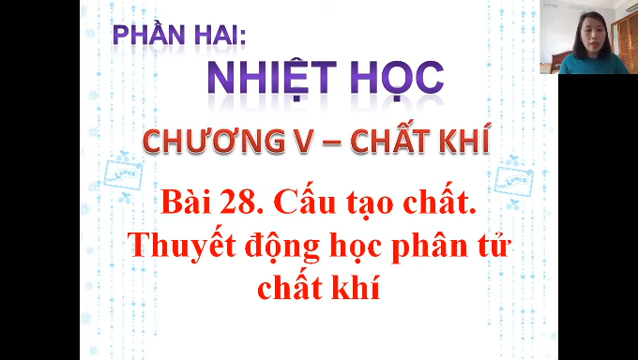 PHẦN HAI:
NHIỆT HỌC
CHƯƠNG V – CHẤT KHÍ
Bài 28. Cấu tạo chất.
Thuyết động học phân tử
chất khí